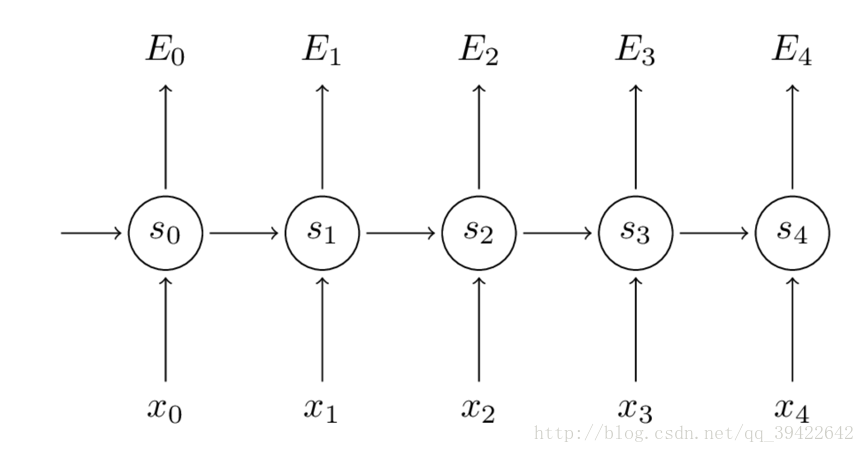 E₀ E₁ E₂ E₃ E₄
s₀ s₁ s₂ s₃ s₄
x₀ x₁ x₂ x₃ x₄
http://blog.csdn.net/qq_39422642